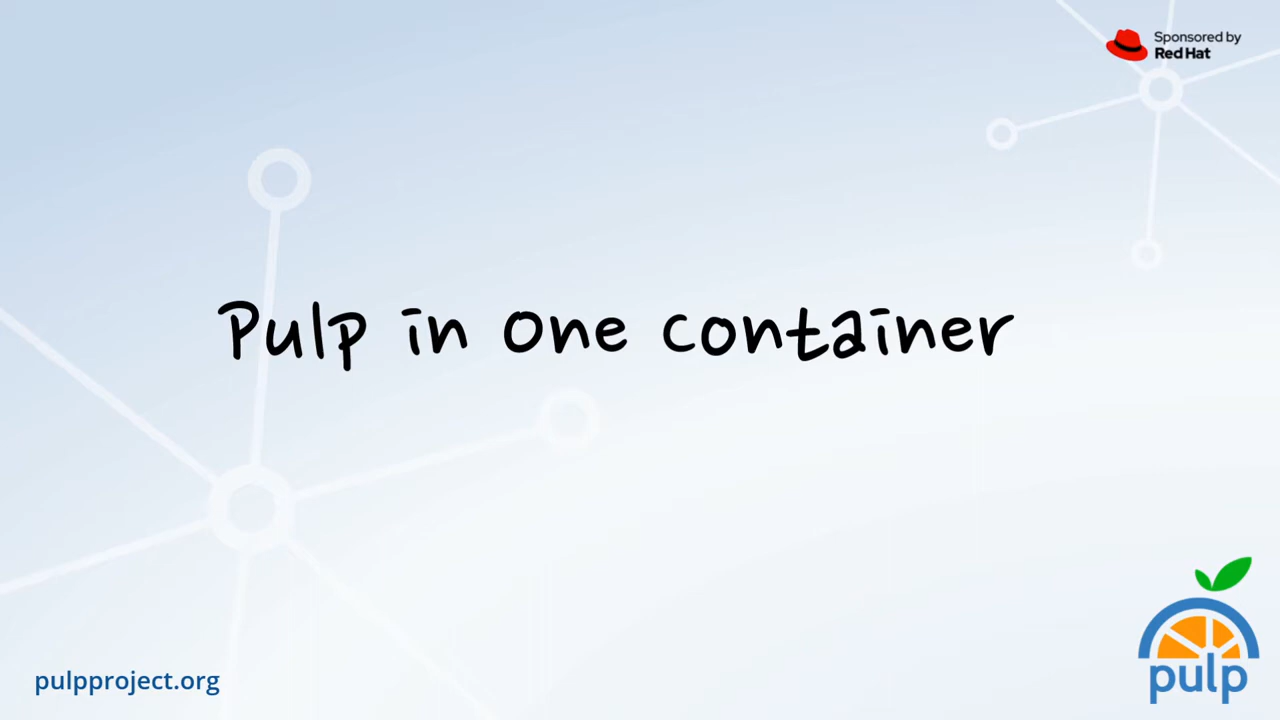 Sponsored by
Red Hat
Pulp in One container
pulpproject.org
pulp